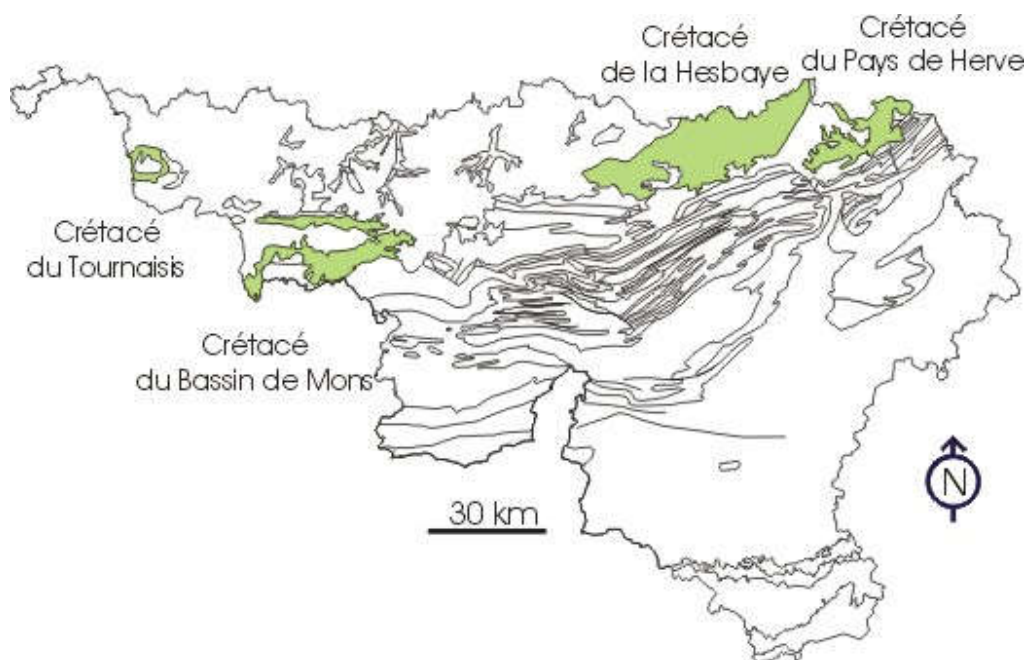 Crétacé
du Pays de Herve
Crétacé
de la Hesbaye
Crétacé
du Tournaisis
Crétacé
du Bassin de Mons
30 km
N